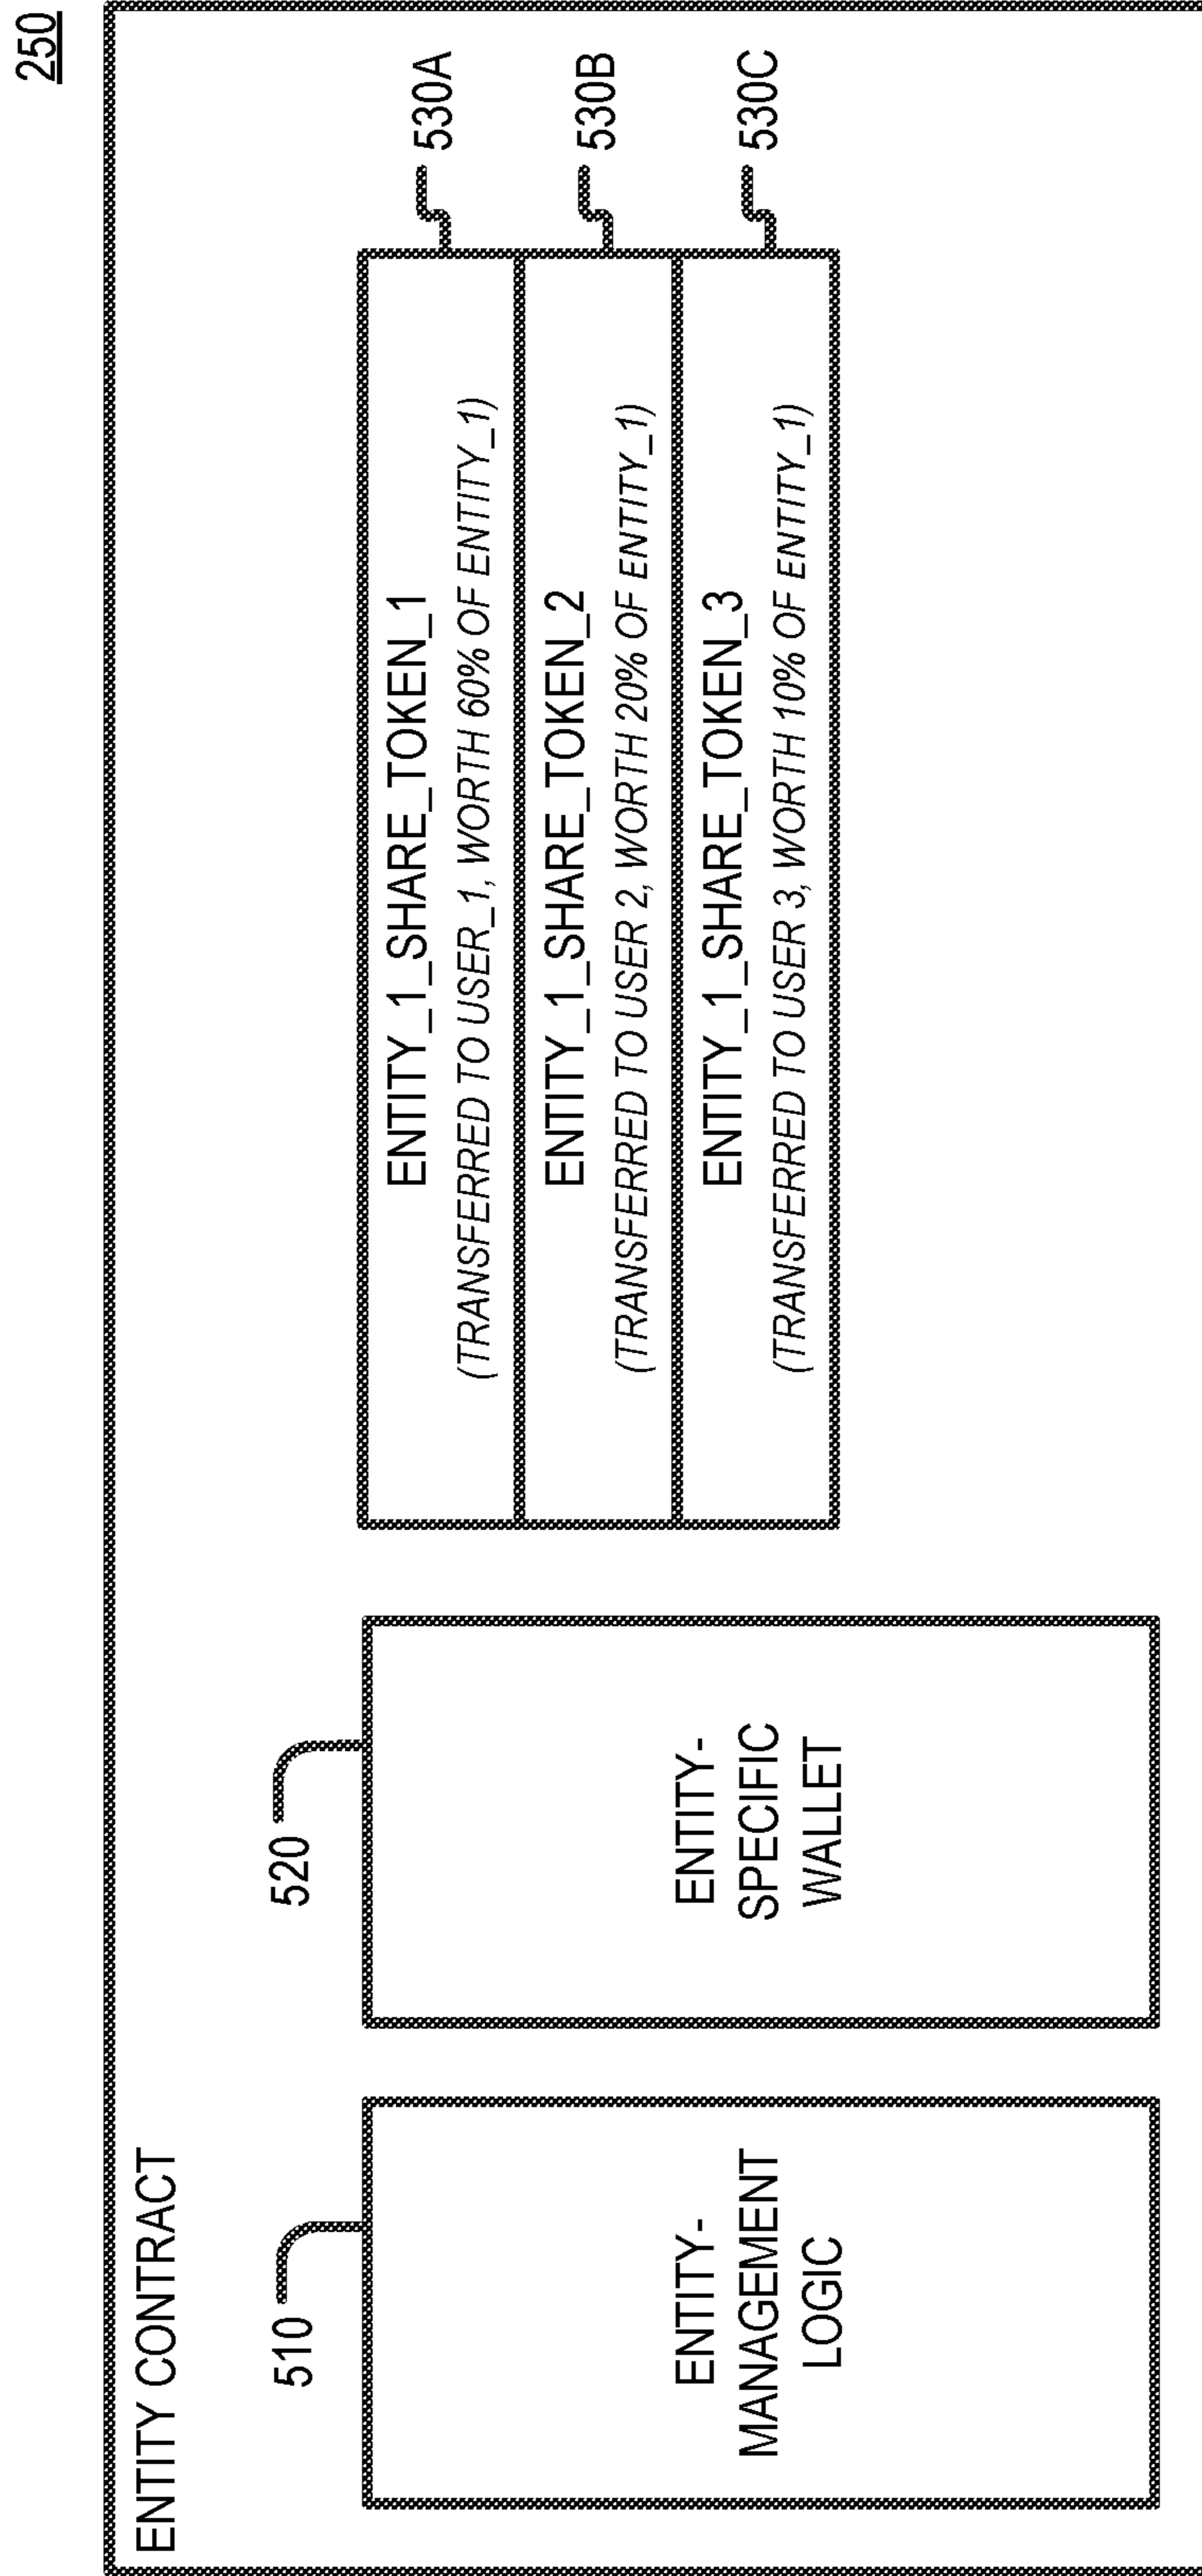 250
ENTITY CONTRACT
510
520
ENTITY-
MANAGEMENT
LOGIC
ENTITY-
SPECIFIC
WALLET
ENTITY_1_SHARE_TOKEN_1
(TRANSFERRED TO USER_1, WORTH 60% OF ENTITY_1)
530A
ENTITY_1_SHARE_TOKEN_2
(TRANSFERRED TO USER 2, WORTH 20% OF ENTITY_1)
530B
ENTITY_1_SHARE_TOKEN_3
(TRANSFERRED TO USER 3, WORTH 10% OF ENTITY_1)
530C